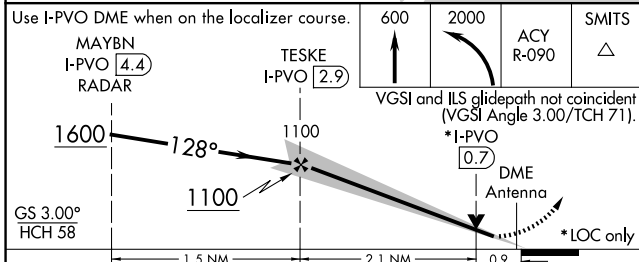 Use I-PVO DME when on the localizer course.
600
2000
ACY
R-090
SMITS
MAYBN
I-PVO 4.4
RADAR
TESKE
I-PVO 2.9
VGSI and ILS glidepath not coincident
(VGSI Angle 3.00/TCH 71).
*I-PVO
0.7
DME
Antenna
1600
128°
1100
1100
GS 3.00°
HCH 58
*LOC only
1.5 NM
2.1 NM
0.9